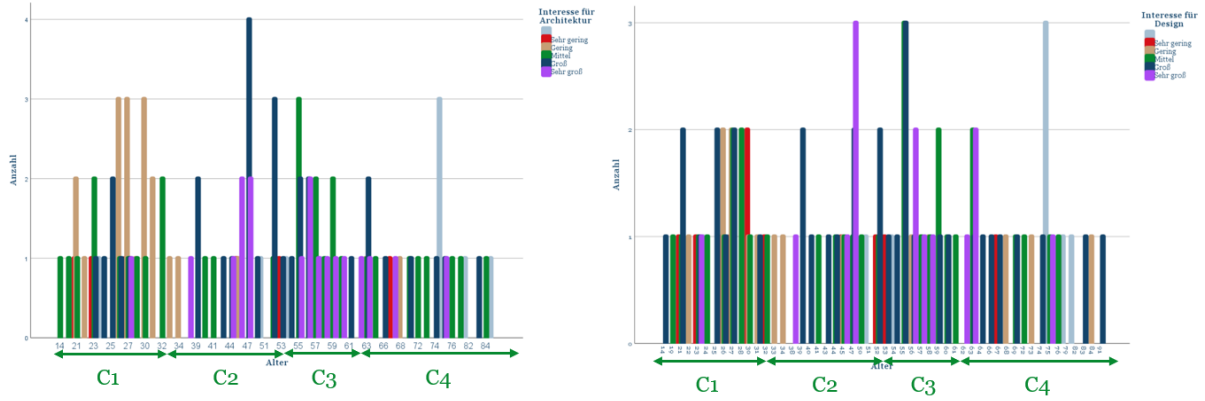 Interesse für
Architektur
Sehr gering
Gering
Mittel
Groß
Sehr groß
Anzahl
4
3
2
1
0
14 21 23 25 27 30 32 34 39 41 44 47 51 53 55 57 59 61 63 66 68 72 74 76 82 84
Alter
C1 C2 C3 C4
Interesse für
Design
Sehr gering
Gering
Mittel
Groß
Sehr groß
Anzahl
3
2
1
0
Alter
C1 C2 C3 C4